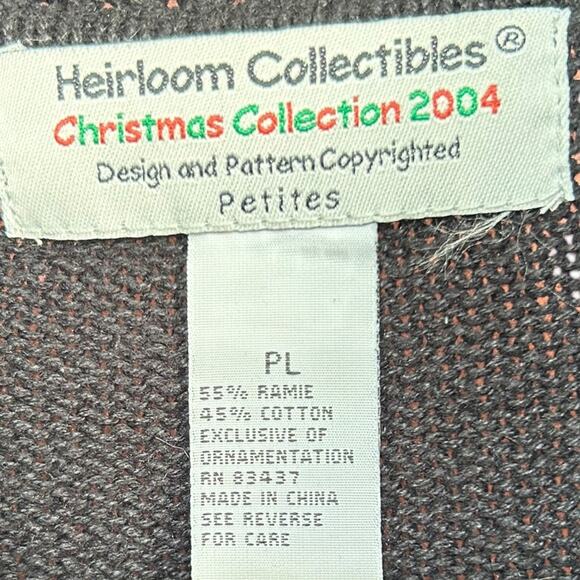 Heirloom Collectibles®
Christmas Collection 2004
Design and Pattern Copyrighted
Petites
PL
55% RAMIE
45% COTTON
EXCLUSIVE OF
ORNAMENTATION
RN 83437
MADE IN CHINA
SEE REVERSE
FOR CARE